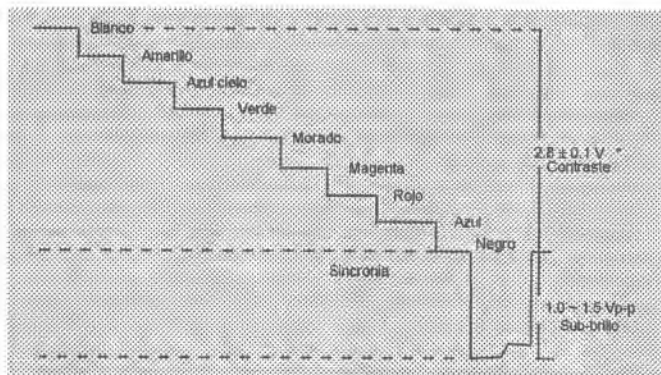 Blanco
Amarillo
Azul cielo
Verde
Morado
Magenta
Rojo
Azul
Negro
Sincronia
2.8 ± 0.1 V *
Contraste
1.0 ~ 1.5 Vp-p
Sub-brillo